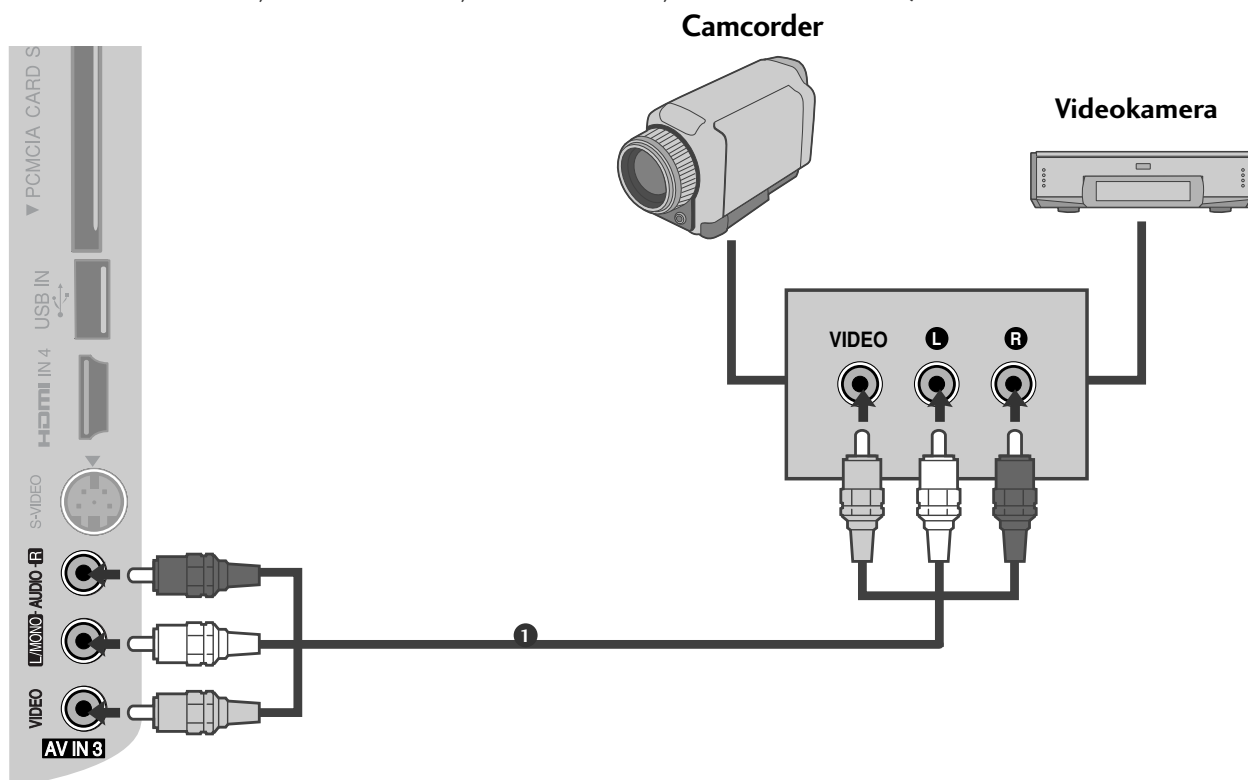 Camcorder
Videokamera
▼ PCMCIA CARD S
USB IN
HDMI IN 4
S-VIDEO
L/MONO- AUDIO -R
VIDEO
AV IN 3
VIDEO L R
1